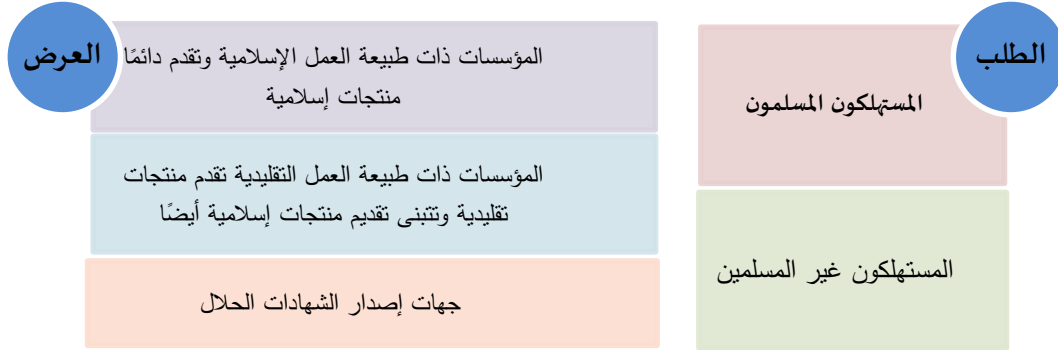 الطلب
المستهلكون المسلمون
المستهلكون غير المسلمين
العرض
المؤسسات ذات طبيعة العمل الإسلامية وتقدم دائمًا
منتجات إسلامية
المؤسسات ذات طبيعة العمل التقليدية تقدم منتجات
تقليدية وتتبنى تقديم منتجات إسلامية أيضًا
جهات إصدار الشهادات الحلال